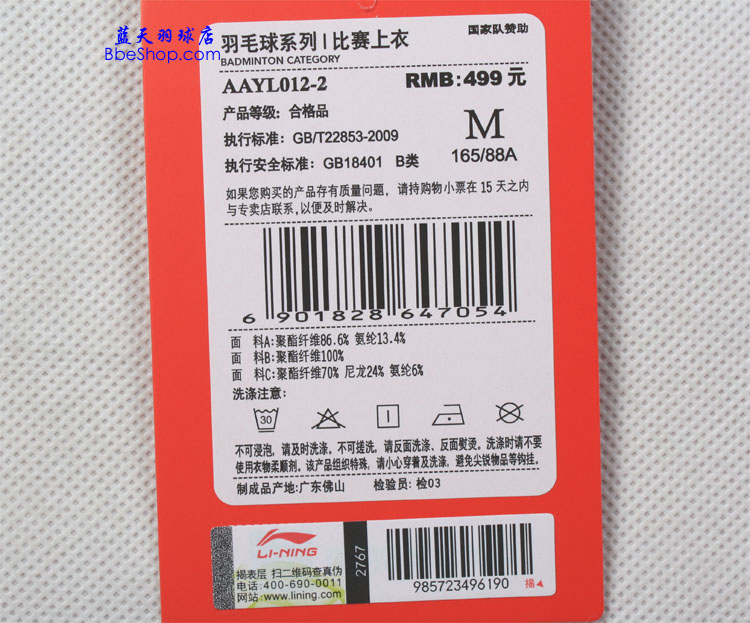 蓝天羽球店
BbeShop.com
羽毛球系列 | 比赛上衣
国家队赞助
BADMINTON CATEGORY
AAYL012-2
RMB:499 元
产品等级: 合格品
执行标准: GB/T22853-2009
M
执行安全标准: GB18401 B类
165/88A
如果您购买的产品存有质量问题，请持购物小票在 15 天之内
与专卖店联系,以便及时解决。
6 901828 647054
面 料A:聚酯纤维86.6% 氨纶13.4%
面 料B:聚酯纤维100%
面 料C:聚酯纤维70% 尼龙24% 氨纶6%
洗涤注意:
30
不可浸泡，请及时洗涤。不可搓洗，请反面洗涤、反面熨烫。洗涤时请不要
使用衣物柔顺剂。该产品组织特殊，请小心穿着及洗涤，避免尖锐物品等钩挂。
制成品产地:广东佛山 检验员:检03
LI-NING
揭表层 扫二维码查真伪
电话:400-690-0011
网站:www.lining.com
2767
985723496190
揭